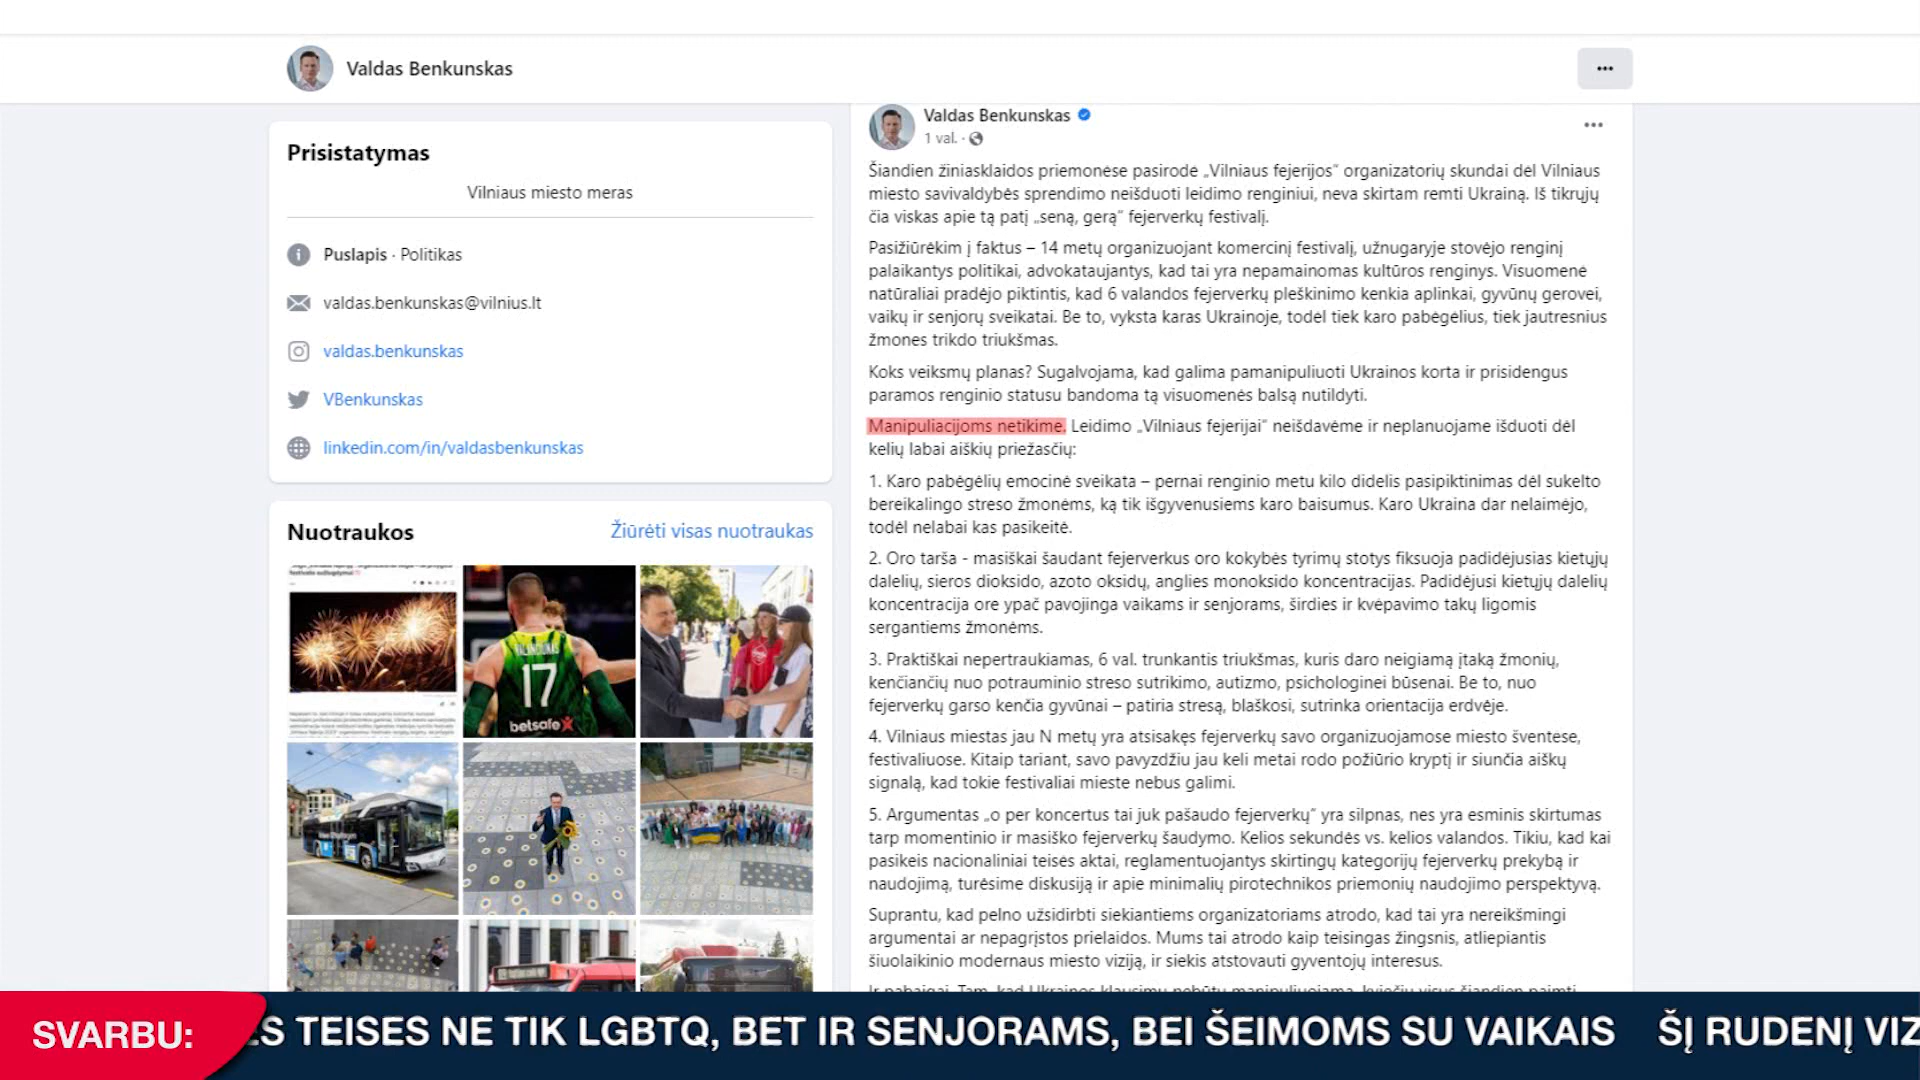 Valdas Benkunskas
Prisistatymas
Vilniaus miesto meras
Puslapis · Politikas
valdas.benkunskas@vilnius.lt
valdas.benkunskas
VBenkunskas
linkedin.com/in/valdasbenkunskas
Nuotraukos
Žiūrėti visas nuotraukas
VALANČIŪNAS
17
betsafe
Valdas Benkunskas
1 val. ·
Šiandien žiniasklaidos priemonėse pasirodė „Vilniaus fejerijos“ organizatorių skundai dėl Vilniaus
miesto savivaldybės sprendimo neišduoti leidimo renginiui, neva skirtam remti Ukrainą. Iš tikrųjų
čia viskas apie tą patį „seną, gerą“ fejerverkų festivalį.
Pasižiūrėkim į faktus – 14 metų organizuojant komercinį festivalį, užnugaryje stovėjo renginį
palaikantys politikai, advokataujantys, kad tai yra nepamainomas kultūros renginys. Visuomenė
natūraliai pradėjo piktintis, kad 6 valandos fejerverkų pleškinimo kenkia aplinkai, gyvūnų gerovei,
vaikų ir senjorų sveikatai. Be to, vyksta karas Ukrainoje, todėl tiek karo pabėgėlius, tiek jautresnius
žmones trikdo triukšmas.
Koks veiksmų planas? Sugalvojama, kad galima pamanipuliuoti Ukrainos korta ir prisidengus
paramos renginio statusu bandoma tą visuomenės balsą nutildyti.
Manipuliacijoms netikime. Leidimo „Vilniaus fejerijai“ neišdavėme ir neplanuojame išduoti dėl
kelių labai aiškių priežasčių:
1. Karo pabėgėlių emocinė sveikata – pernai renginio metu kilo didelis pasipiktinimas dėl sukelto
bereikalingo streso žmonėms, ką tik išgyvenusiems karo baisumus. Karo Ukraina dar nelaimėjo,
todėl nelabai kas pasikeitė.
2. Oro tarša - masiškai šaudant fejerverkus oro kokybės tyrimų stotys fiksuoja padidėjusias kietųjų
dalelių, sieros dioksido, azoto oksidų, anglies monoksido koncentracijas. Padidėjusi kietųjų dalelių
koncentracija ore ypač pavojinga vaikams ir senjorams, širdies ir kvėpavimo takų ligomis
sergantiems žmonėms.
3. Praktiškai nepertraukiamas, 6 val. trunkantis triukšmas, kuris daro neigiamą įtaką žmonių,
kenčiančių nuo potrauminio streso sutrikimo, autizmo, psichologinei būsenai. Be to, nuo
fejerverkų garso kenčia gyvūnai – patiria stresą, blaškosi, sutrinka orientacija erdvėje.
4. Vilniaus miestas jau N metų yra atsisakęs fejerverkų savo organizuojamose miesto šventese,
festivaliuose. Kitaip tariant, savo pavyzdžiu jau keli metai rodo požiūrio kryptį ir siunčia aiškų
signalą, kad tokie festivaliai mieste nebus galimi.
5. Argumentas „o per koncertus tai juk pašaudo fejerverkų“ yra silpnas, nes yra esminis skirtumas
tarp momentinio ir masiško fejerverkų šaudymo. Kelios sekundės vs. kelios valandos. Tikiu, kad kai
pasikeis nacionaliniai teisės aktai, reglamentuojantys skirtingų kategorijų fejerverkų prekybą ir
naudojimą, turėsime diskusiją ir apie minimalių pirotechnikos priemonių naudojimo perspektyvą.
Suprantu, kad pelno užsidirbti siekiantiems organizatoriams atrodo, kad tai yra nereikšmingi
argumentai ar nepagrįstos prielaidos. Mums tai atrodo kaip teisingas žingsnis, atliepiantis
šiuolaikinio modernaus miesto viziją, ir siekis atstovauti gyventojų interesus.
Ir pabaigai. Tam, kad Ukrainos klausimu nebūtų manipuliuojama, kviečiu visus šiandien paimti
SVARBU:
ES TEISES NE TIK LGBTQ, BET IR SENJORAMS, BEI ŠEIMOMS SU VAIKAIS ŠĮ RUDENĮ VIZ